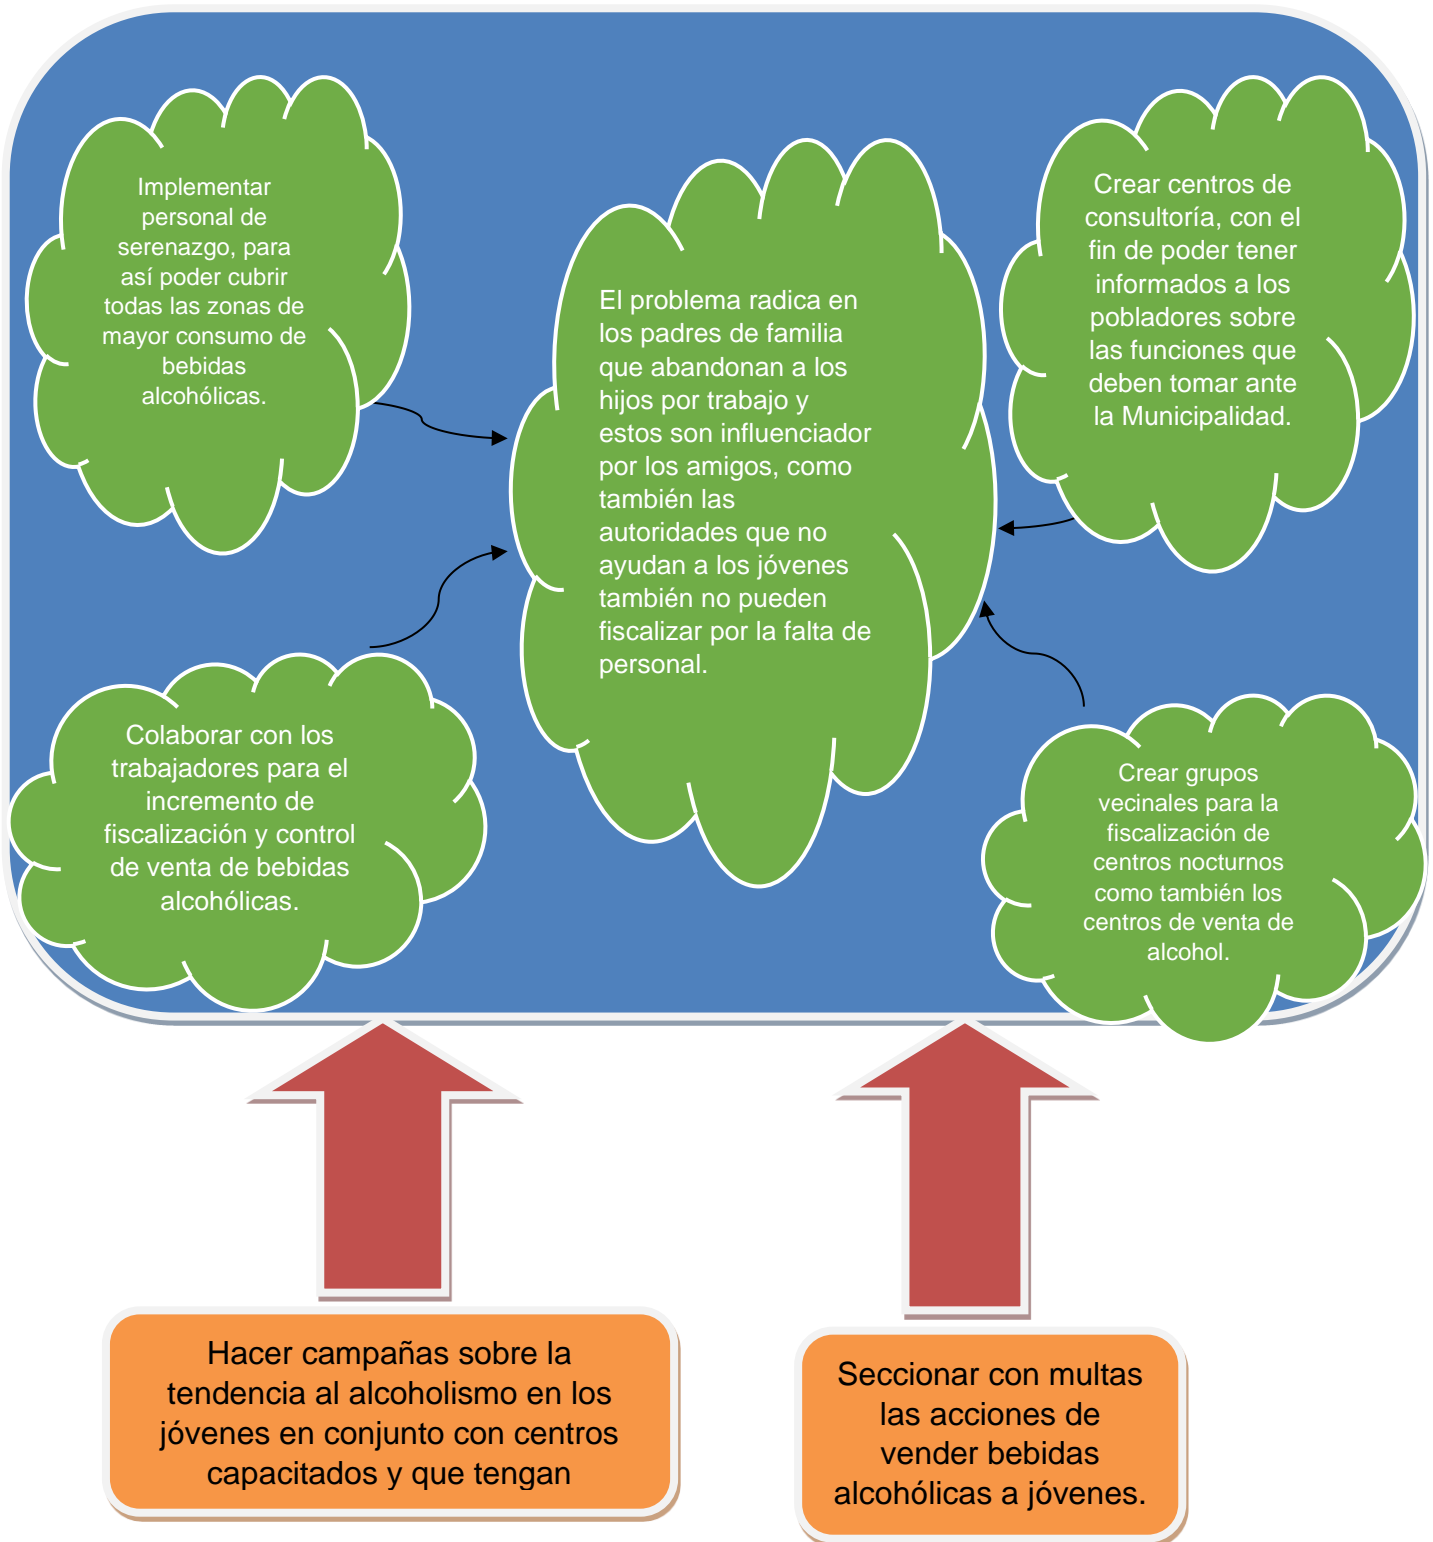 Implementar
personal de
serenazgo, para
así poder cubrir
todas las zonas de
mayor consumo de
bebidas
alcohólicas.
El problema radica en
los padres de familia
que abandonan a los
hijos por trabajo y
estos son influenciador
por los amigos, como
también las
autoridades que no
ayudan a los jóvenes
también no pueden
fiscalizar por la falta de
personal.
Crear centros de
consultoría, con el
fin de poder tener
informados a los
pobladores sobre
las funciones que
deben tomar ante
la Municipalidad.
Colaborar con los
trabajadores para el
incremento de
fiscalización y control
de venta de bebidas
alcohólicas.
Crear grupos
vecinales para la
fiscalización de
centros nocturnos
como también los
centros de venta de
alcohol.
Hacer campañas sobre la
tendencia al alcoholismo en los
jóvenes en conjunto con centros
capacitados y que tengan
Seccionar con multas
las acciones de
vender bebidas
alcohólicas a jóvenes.